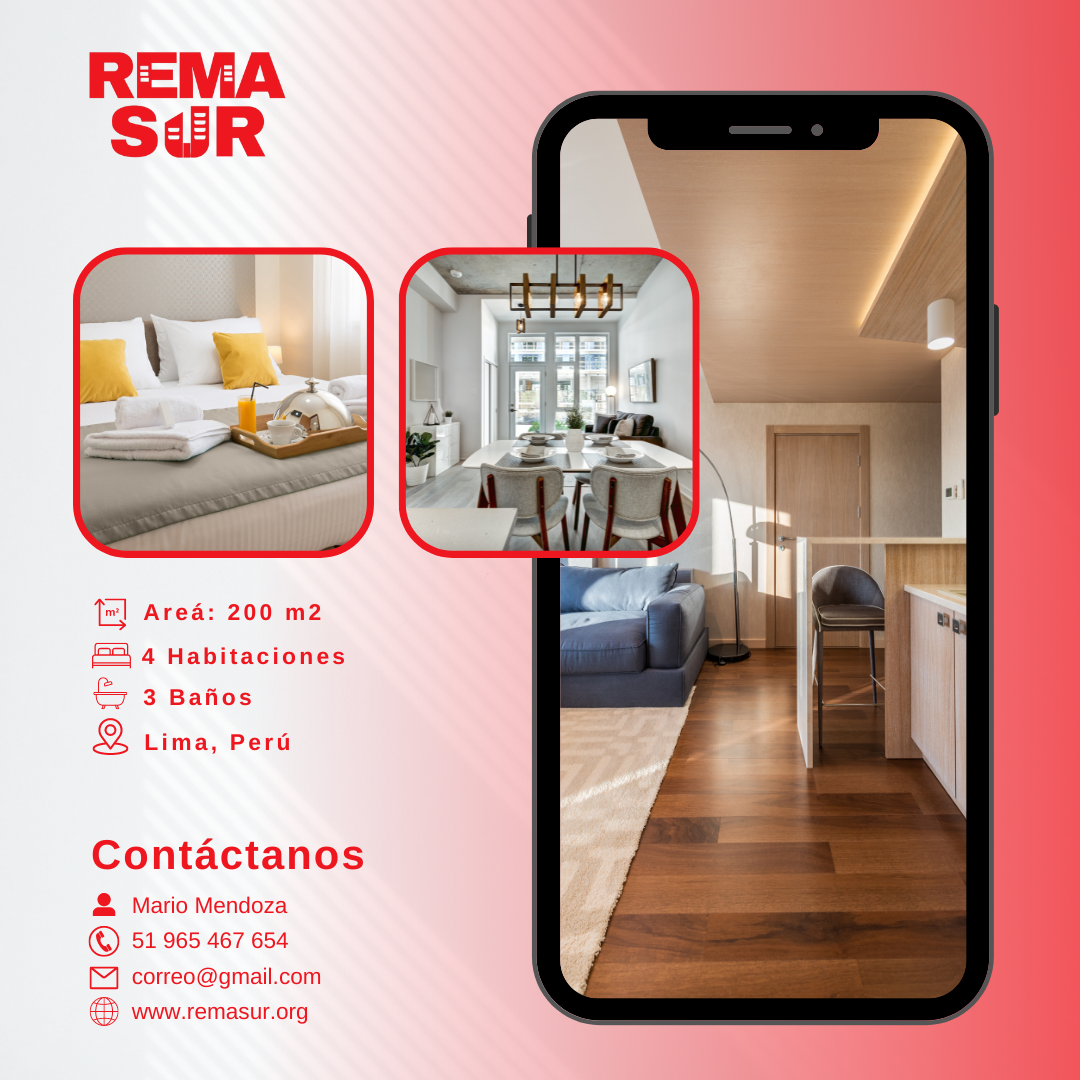 REMA
SUR
m²
Areá: 200 m2
4 Habitaciones
3 Baños
Lima, Perú
Contáctanos
Mario Mendoza
51 965 467 654
correo@gmail.com
www.remasur.org